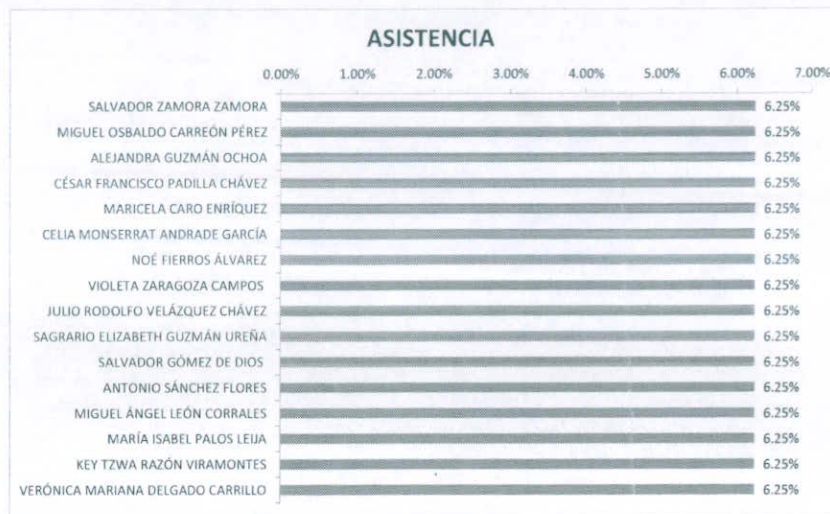 ASISTENCIA
0.00% 1.00% 2.00% 3.00% 4.00% 5.00% 6.00% 7.00%
SALVADOR ZAMORA ZAMORA 6.25%
MIGUEL OSBALDO CARREÓN PÉREZ 6.25%
ALEJANDRA GUZMÁN OCHOA 6.25%
CÉSAR FRANCISCO PADILLA CHÁVEZ 6.25%
MARICELA CARO ENRÍQUEZ 6.25%
CELIA MONSERRAT ANDRADE GARCÍA 6.25%
NOÉ FIERROS ÁLVAREZ 6.25%
VIOLETA ZARAGOZA CAMPOS 6.25%
JULIO RODOLFO VELÁZQUEZ CHÁVEZ 6.25%
SAGRARIO ELIZABETH GUZMÁN UREÑA 6.25%
SALVADOR GÓMEZ DE DIOS 6.25%
ANTONIO SÁNCHEZ FLORES 6.25%
MIGUEL ÁNGEL LEÓN CORRALES 6.25%
MARÍA ISABEL PALOS LEIJA 6.25%
KEY TZWA RAZÓN VIRAMONTES 6.25%
VERÓNICA MARIANA DELGADO CARRILLO 6.25%